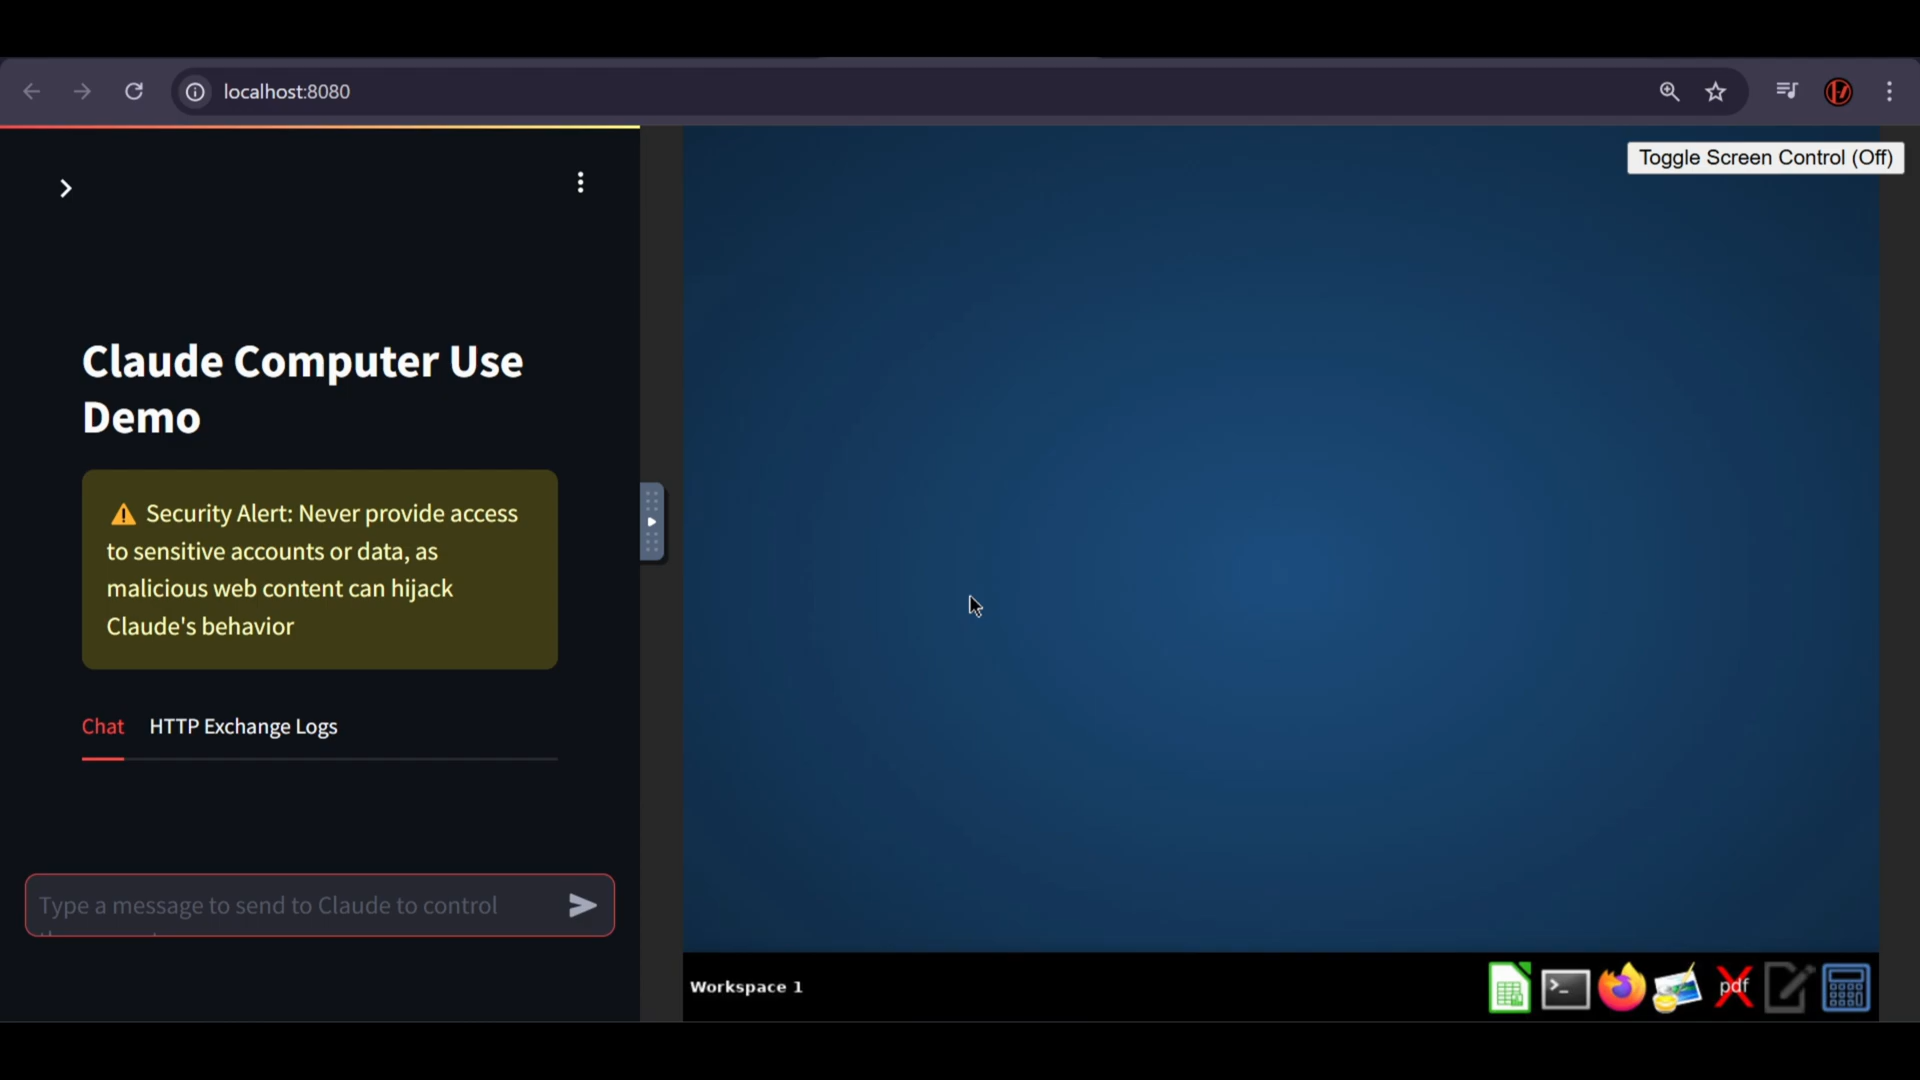 localhost:8080
Toggle Screen Control (Off)
Claude Computer Use
Demo
Security Alert: Never provide access
to sensitive accounts or data, as
malicious web content can hijack
Claude's behavior
Chat HTTP Exchange Logs
Type a message to send to Claude to control
Workspace 1
pdf